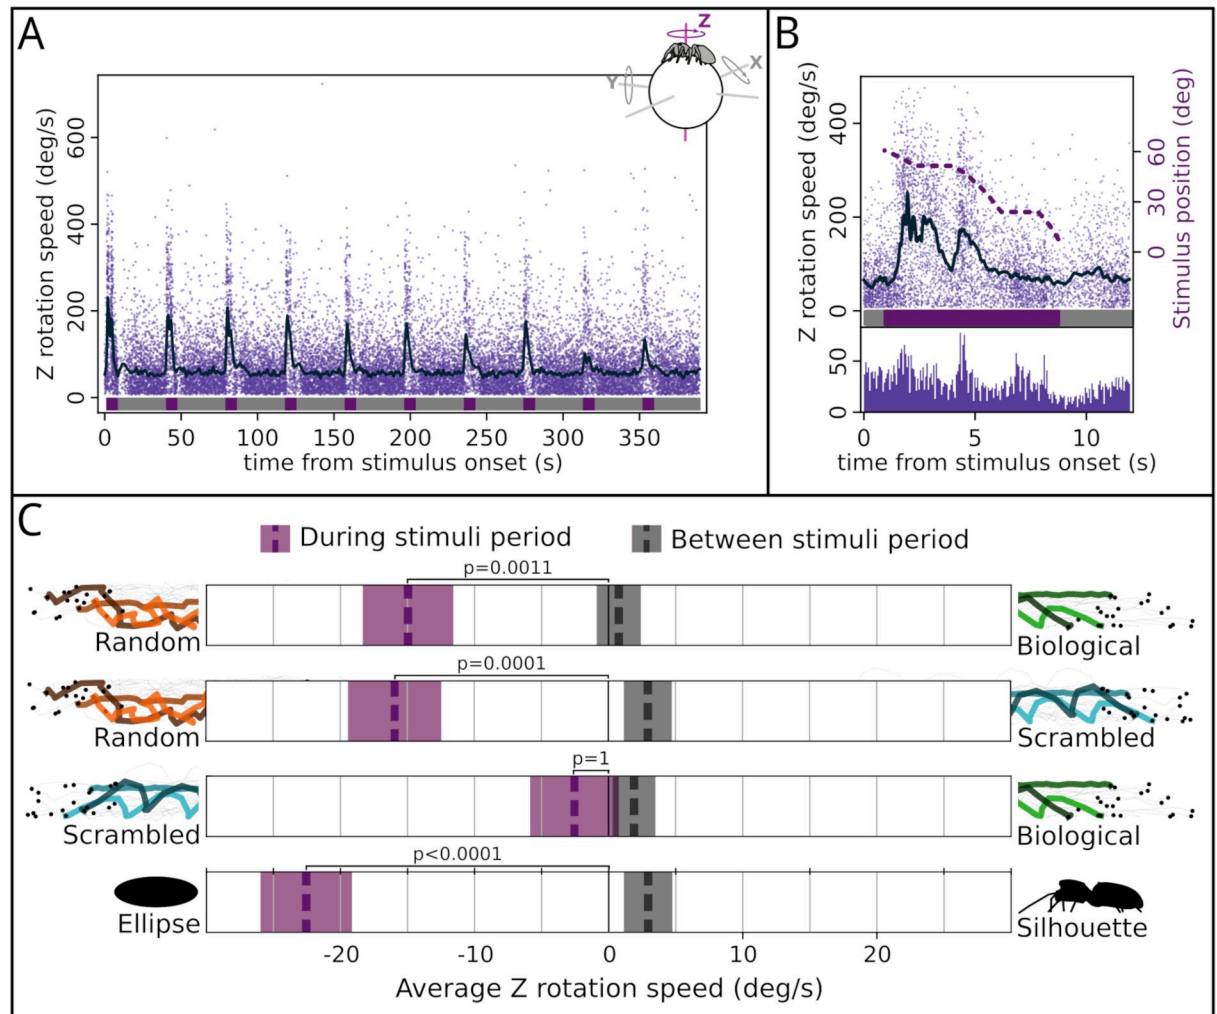 A
Z
Y
X
Z rotation speed (deg/s)
600
400
200
0
0 50 100 150 200 250 300 350
time from stimulus onset (s)
B
Z rotation speed (deg/s)
400
200
0
60
30
0
Stimulus position (deg)
50
0
0 5 10
time from stimulus onset (s)
C
During stimuli period
Between stimuli period
p=0.0011
Random
Biological
p=0.0001
Random
Scrambled
p=1
Scrambled
Biological
p<0.0001
Ellipse
Silhouette
-20 -10 0 10 20
Average Z rotation speed (deg/s)